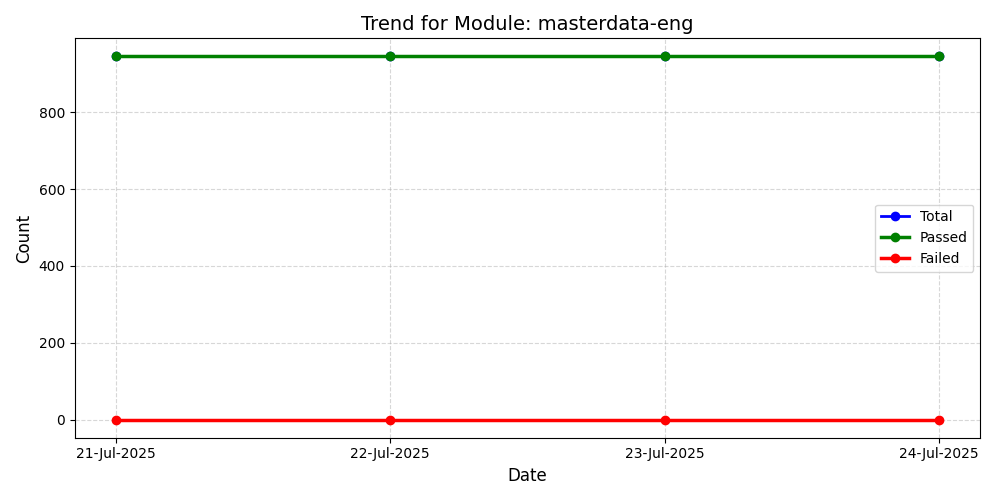 Trend for Module: masterdata-eng
Count
800
600
400
200
0
Total
Passed
Failed
21-Jul-2025
22-Jul-2025
23-Jul-2025
24-Jul-2025
Date